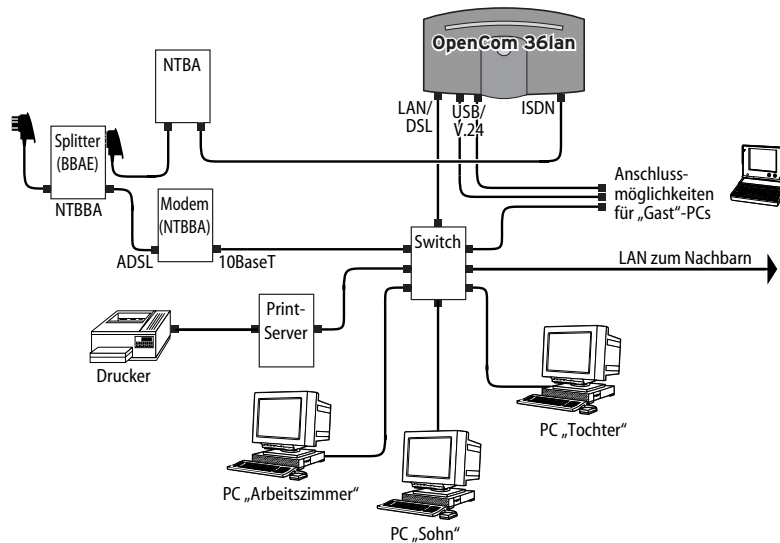 OpenCom 36lan
NTBA
LAN/
DSL
USB/
V.24
ISDN
Splitter
(BBAE)
NTBBA
Modem
(NTBBA)
ADSL
10BaseT
Anschluss-
möglichkeiten
für „Gast“-PCs
Switch
LAN zum Nachbarn
Print-
Server
Drucker
PC „Tochter“
PC „Arbeitszimmer“
PC „Sohn“